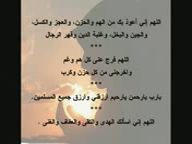 اللهم إني أعوذ بك من الهم والحزن، والعجز والكسل،
والجبن والبخل، وغلبة الدين وقهر الرجال
***
اللهم فرج على كل هم وغم
واخرجني من كل حزن وكرب
***
يارب يارحمن يارحيم ارزقني وارزق جميع المسلمين.
اللهم إني أسألك الهدى والتقى والعفاف والغنى .